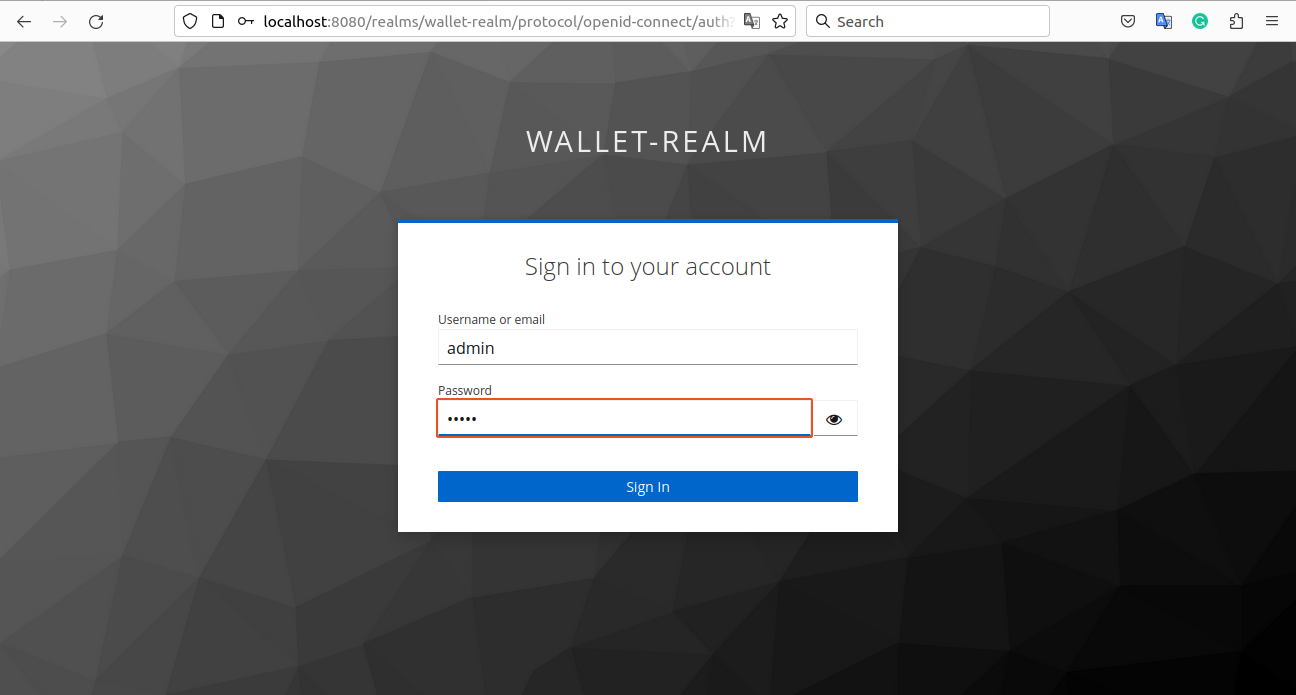 localhost:8080/realms/wallet-realm/protocol/openid-connect/auth?
Search
WALLET-REALM
Sign in to your account
Username or email
admin
Password
•••••
Sign In